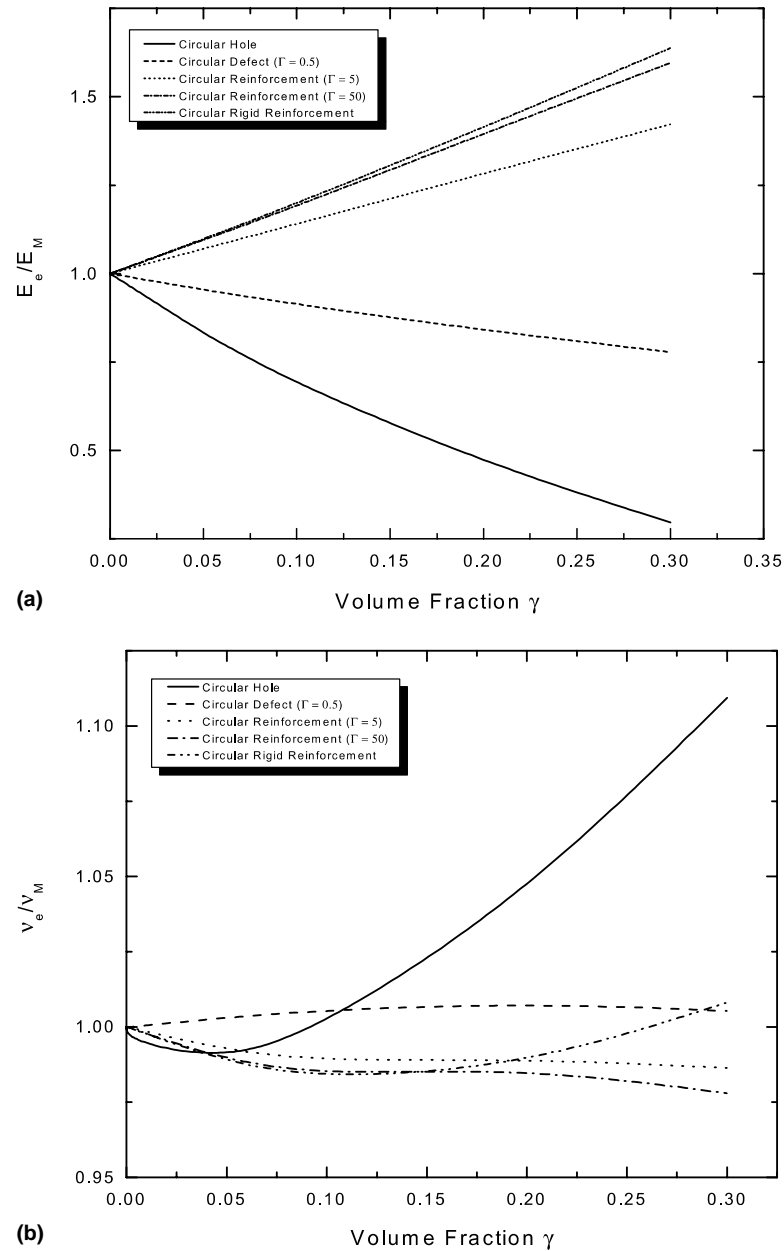 Circular Hole
Circular Defect (Γ = 0.5)
Circular Reinforcement (Γ = 5)
Circular Reinforcement (Γ = 50)
Circular Rigid Reinforcement
1.5
1.0
0.5
E_e/E_M
0.00 0.05 0.10 0.15 0.20 0.25 0.30 0.35
Volume Fraction γ
(a)
Circular Hole
Circular Defect (Γ = 0.5)
Circular Reinforcement (Γ = 5)
Circular Reinforcement (Γ = 50)
Circular Rigid Reinforcement
1.10
1.05
1.00
0.95
ν_e/ν_M
0.00 0.05 0.10 0.15 0.20 0.25 0.30
Volume Fraction γ
(b)